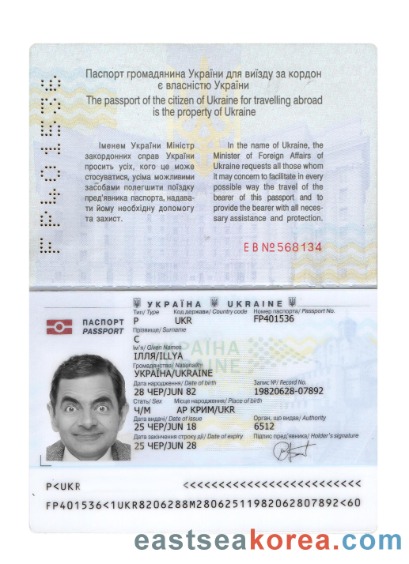 FP401536
Паспорт громадянина України для виїзду за кордон
є власністю України
The passport of the citizen of Ukraine for travelling abroad
is the property of Ukraine
Іменем України Міністр
закордонних справ України
просить усіх, кого це може
стосуватися, усіма можливими
засобами полегшити поїздку
пред'явника паспорта, надава-
ти йому необхідну допомогу
та захист.
In the name of Ukraine, the
Minister of Foreign Affairs of
Ukraine requests all those whom
it may concern to facilitate in every
possible way the travel of the
bearer of this passport and to
provide the bearer with all neces-
sary assistance and protection.
ЕВ№568134
УКРАЇНА UKRAINE
ПАСПОРТ
PASSPORT
Тип/ Type Код держави/ Country code Номер паспорта/ Passport No.
P UKR FP401536
Прізвище/ Surname
C
Ім'я/ Given Names
ІЛЛЯ/ILLYA
Громадянство/ Nationality
УКРАЇНА/UKRAINE
Дата народження/ Date of birth Запис №/ Record No.
28 ЧЕР/JUN 82 19820628-07892
Стать/ Sex Місце народження/ Place of birth
Ч/M АР КРИМ/UKR
Дата видачі/ Date of issue Орган, що видав/ Authority
25 ЧЕР/JUN 18 6512
Дата закінчення строку дії/ Date of expiry Підпис пред'явника/ Holder's signature
25 ЧЕР/JUN 28
P<UKR <<<<<<<<<<<<<<<<<<<<<<<<<<
FP401536<1UKR8206288M28062511982062807892<60
eastseakorea.com